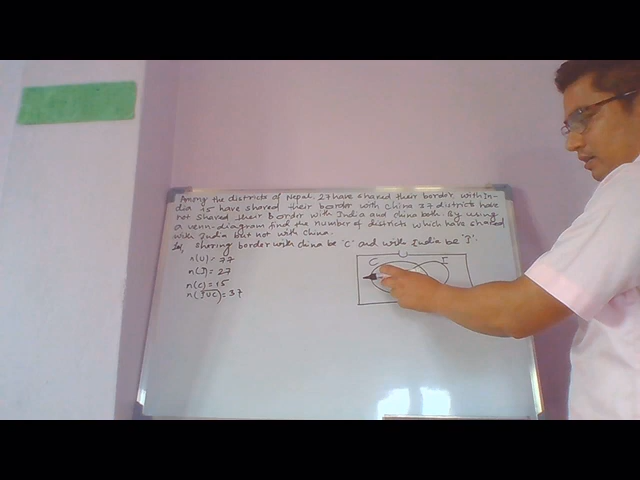 Among the districts of Nepal, 27 have shared their border with In-
dia 15 have shared their border with China 37 districts have
not shared their border with India and China both. By using
a venn-diagram find the number of districts which have shared
with India but not with China.
sharing border with china be 'C' and with India be 'I'.
n(U) = 77
n(I) = 27
n(C) = 15
n(I∪C) = 37
U
C I